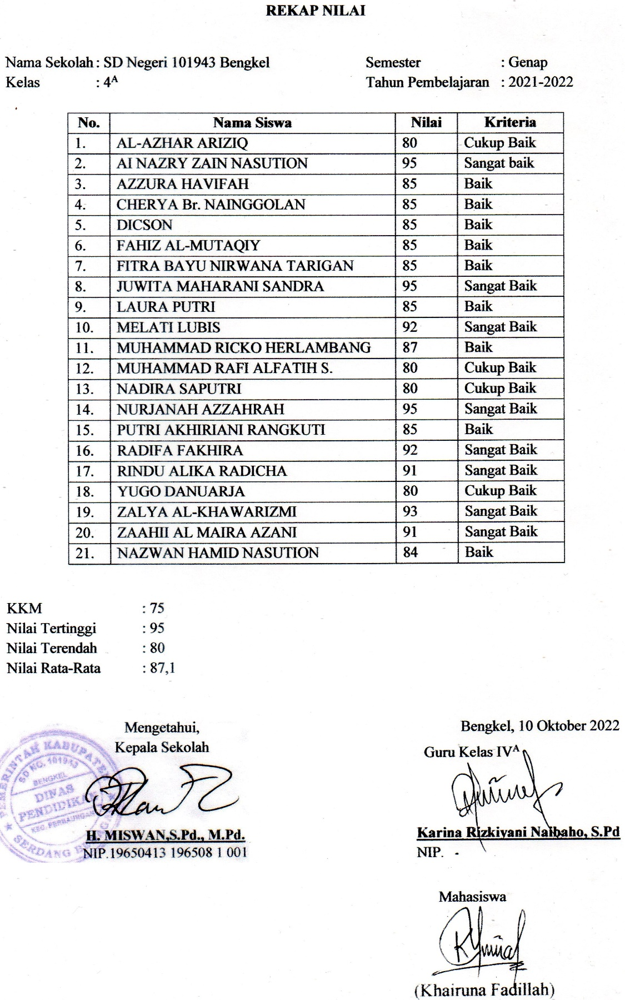 REKAP NILAI
Nama Sekolah : SD Negeri 101943 Bengkel Semester : Genap
Kelas : 4A Tahun Pembelajaran : 2021-2022
No. Nama Siswa Nilai Kriteria
1. AL-AZHAR ARIZIQ 80 Cukup Baik
2. AI NAZRY ZAIN NASUTION 95 Sangat baik
3. AZZURA HAVIFAH 85 Baik
4. CHERYA Br. NAINGGOLAN 85 Baik
5. DICSON 85 Baik
6. FAHIZ AL-MUTAQIY 85 Baik
7. FITRA BAYU NIRWANA TARIGAN 85 Baik
8. JUWITA MAHARANI SANDRA 95 Sangat Baik
9. LAURA PUTRI 85 Baik
10. MELATI LUBIS 92 Sangat Baik
11. MUHAMMAD RICKO HERLAMBANG 87 Baik
12. MUHAMMAD RAFI ALFATIH S. 80 Cukup Baik
13. NADIRA SAPUTRI 80 Cukup Baik
14. NURJANAH AZZAHRAH 95 Sangat Baik
15. PUTRI AKHIRIANI RANGKUTI 85 Baik
16. RADIFA FAKHIRA 92 Sangat Baik
17. RINDU ALIKA RADICHA 91 Sangat Baik
18. YUGO DANUARJA 80 Cukup Baik
19. ZALYA AL-KHAWARIZMI 93 Sangat Baik
20. ZAAHII AL MAIRA AZANI 91 Sangat Baik
21. NAZWAN HAMID NASUTION 84 Baik
KKM : 75
Nilai Tertinggi : 95
Nilai Terendah : 80
Nilai Rata-Rata : 87,1
Mengetahui,
Kepala Sekolah
PEMERINTAH KABUPATEN
SD NO. 101943
BENGKEL
DINAS
PENDIDIKAN
KEC. PERBAUNGAN
SERDANG
H. MISWAN,S.Pd., M.Pd.
NIP.19650413 196508 1 001
Bengkel, 10 Oktober 2022
Guru Kelas IVA
Karina Rizkiyani Naibaho, S.Pd
NIP. -
Mahasiswa
(Khairuna Fadillah)